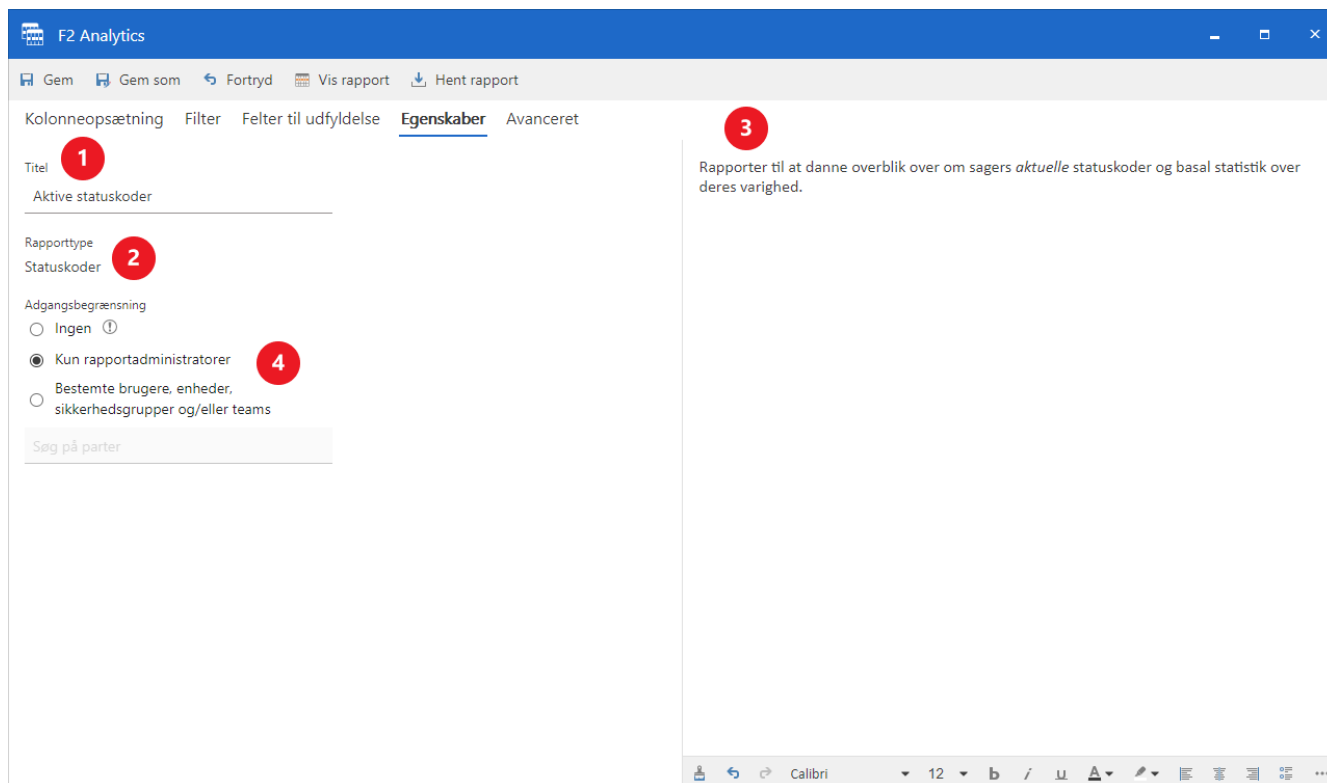 F2 Analytics
Gem Gem som Fortryd Vis rapport Hent rapport
Kolonneopsætning Filter Felter til udfyldelse Egenskaber Avanceret
1
Titel
Aktive statuskoder
2
Rapporttype
Statuskoder
Adgangsbegrænsning
Ingen
Kun rapportadministratorer
4
Bestemte brugere, enheder,
sikkerhedsgrupper og/eller teams
Søg på parter
3
Rapporter til at danne overblik over om sagers aktuelle statuskoder og basal statistik over
deres varighed.
Calibri 12 b i u A